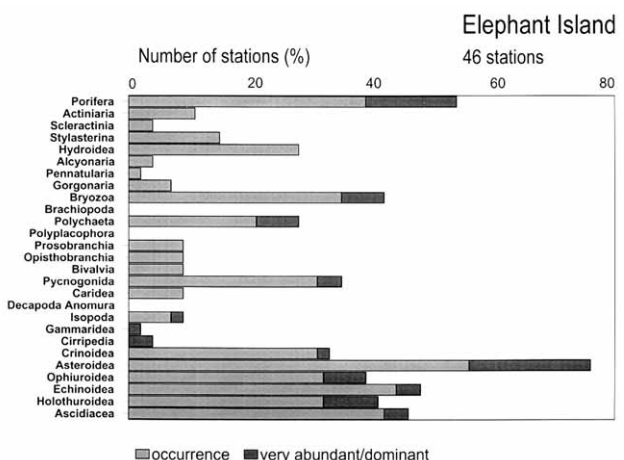 Elephant Island
Number of stations (%)
46 stations
0 20 40 60 80
Porifera
Actiniaria
Scleractinia
Stylasterina
Hydroidea
Alcyonaria
Pennatularia
Gorgonaria
Bryozoa
Brachiopoda
Polychaeta
Polyplacophora
Prosobranchia
Opisthobranchia
Bivalvia
Pycnogonida
Caridea
Decapoda Anomura
Isopoda
Gammaridea
Cirripedia
Crinoidea
Asteroidea
Ophiuroidea
Echinoidea
Holothuroidea
Ascidiacea
occurrence very abundant/dominant